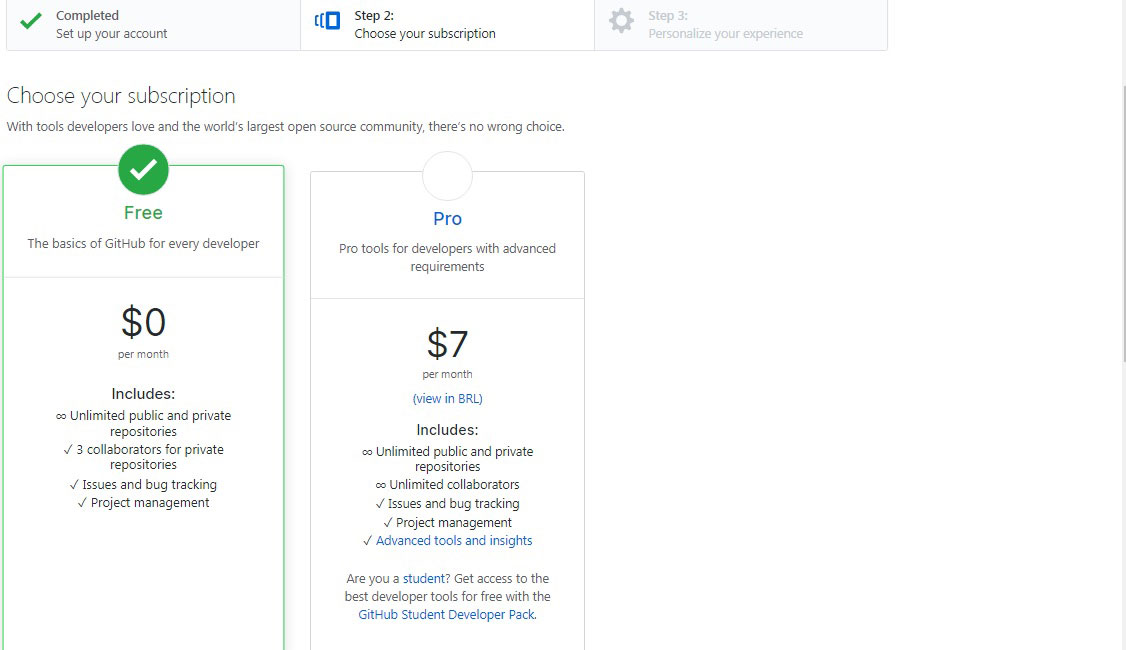 Completed
Set up your account
Step 2:
Choose your subscription
Step 3:
Personalize your experience
Choose your subscription
With tools developers love and the world's largest open source community, there's no wrong choice.
Free
The basics of GitHub for every developer
$0
per month
Includes:
∞ Unlimited public and private
repositories
✓ 3 collaborators for private
repositories
✓ Issues and bug tracking
✓ Project management
Pro
Pro tools for developers with advanced
requirements
$7
per month
(view in BRL)
Includes:
∞ Unlimited public and private
repositories
∞ Unlimited collaborators
✓ Issues and bug tracking
✓ Project management
✓ Advanced tools and insights
Are you a student? Get access to the
best developer tools for free with the
GitHub Student Developer Pack.